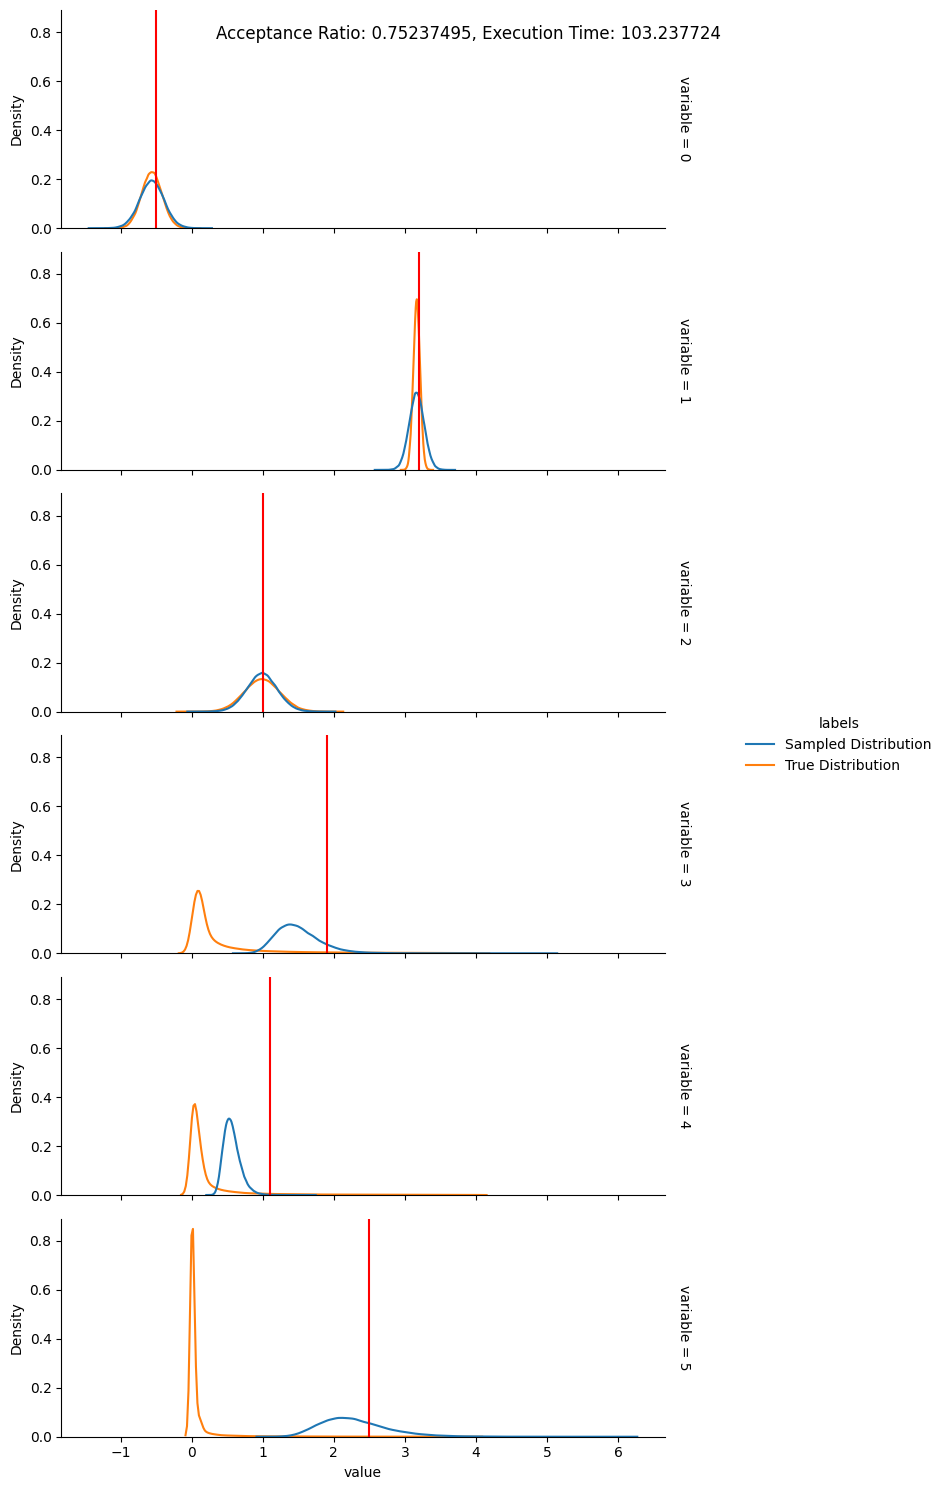 Acceptance Ratio: 0.75237495, Execution Time: 103.237724
0.8
0.6
0.4
0.2
0.0
Density
variable = 0
0.8
0.6
0.4
0.2
0.0
Density
variable = 1
0.8
0.6
0.4
0.2
0.0
Density
variable = 2
labels
Sampled Distribution
True Distribution
0.8
0.6
0.4
0.2
0.0
Density
variable = 3
0.8
0.6
0.4
0.2
0.0
Density
variable = 4
0.8
0.6
0.4
0.2
0.0
Density
variable = 5
−1 0 1 2 3 4 5 6
value